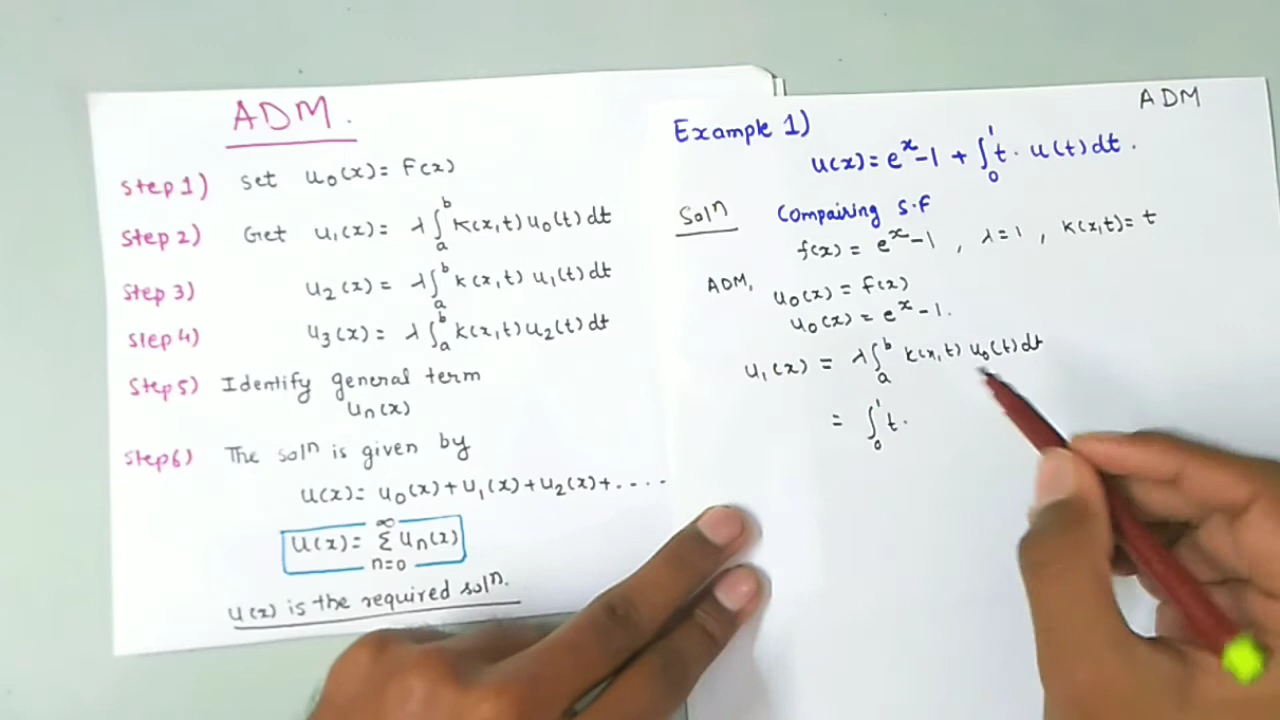 ADM.
Step 1) set u₀(x) = F(x)
Step 2) Get u₁(x) = λ∫ₐᵇ K(x,t) u₀(t) dt
Step 3) u₂(x) = λ∫ₐᵇ k(x,t) u₁(t) dt
Step 4) u₃(x) = λ∫ₐᵇ k(x,t) u₂(t) dt
Step 5) Identify general term
uₙ(x)
Step 6) The solⁿ is given by
u(x) = u₀(x) + u₁(x) + u₂(x) + ....
u(x) = Σ_{n=0}^{∞} uₙ(x)
u(x) is the required solⁿ.
ADM
Example 1)
u(x) = eˣ - 1 + ∫₀¹ t · u(t) dt .
Solⁿ Compairing S.F
f(x) = eˣ - 1 , λ = 1 , K(x,t) = t
ADM, u₀(x) = f(x)
u₀(x) = eˣ - 1 .
u₁(x) = λ∫ₐᵇ k(x,t) u₀(t) dt
= ∫₀¹ t .